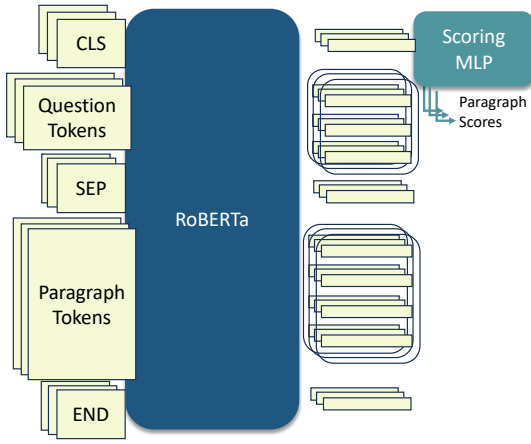 CLS
Question
Tokens
SEP
Paragraph
Tokens
END
RoBERTa
Scoring
MLP
Paragraph
Scores